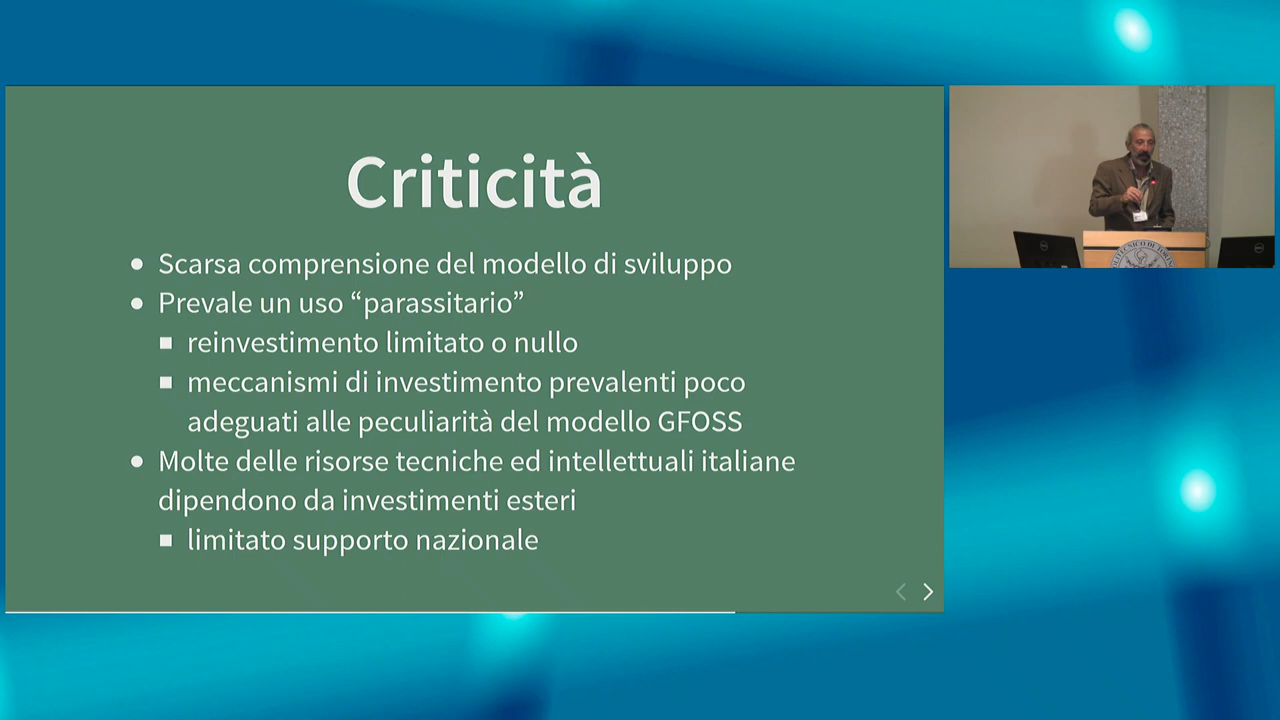 Criticità
● Scarsa comprensione del modello di sviluppo
● Prevale un uso “parassitario”
■ reinvestimento limitato o nullo
■ meccanismi di investimento prevalenti poco
adeguati alle peculiarità del modello GFOSS
● Molte delle risorse tecniche ed intellettuali italiane
dipendono da investimenti esteri
■ limitato supporto nazionale